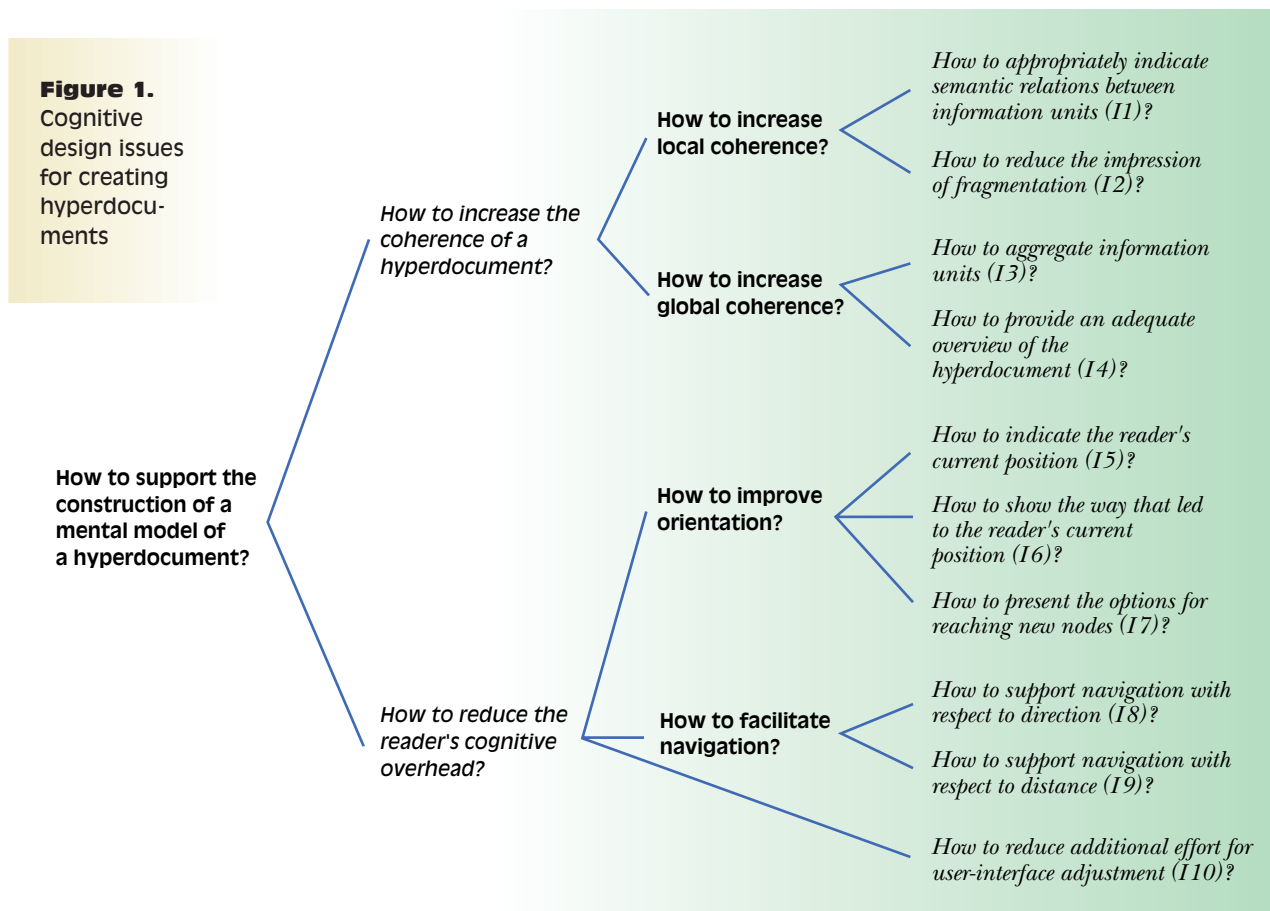 Figure 1.
Cognitive
design issues
for creating
hyperdocu-
ments
How to support the
construction of a
mental model of
a hyperdocument?
How to increase the
coherence of a
hyperdocument?
How to increase
local coherence?
How to appropriately indicate
semantic relations between
information units (I1)?
How to reduce the impression
of fragmentation (I2)?
How to increase
global coherence?
How to aggregate information
units (I3)?
How to provide an adequate
overview of the
hyperdocument (I4)?
How to reduce the
reader's cognitive
overhead?
How to improve
orientation?
How to indicate the reader's
current position (I5)?
How to show the way that led
to the reader's current
position (I6)?
How to present the options for
reaching new nodes (I7)?
How to facilitate
navigation?
How to support navigation with
respect to direction (I8)?
How to support navigation with
respect to distance (I9)?
How to reduce additional effort for
user-interface adjustment (I10)?